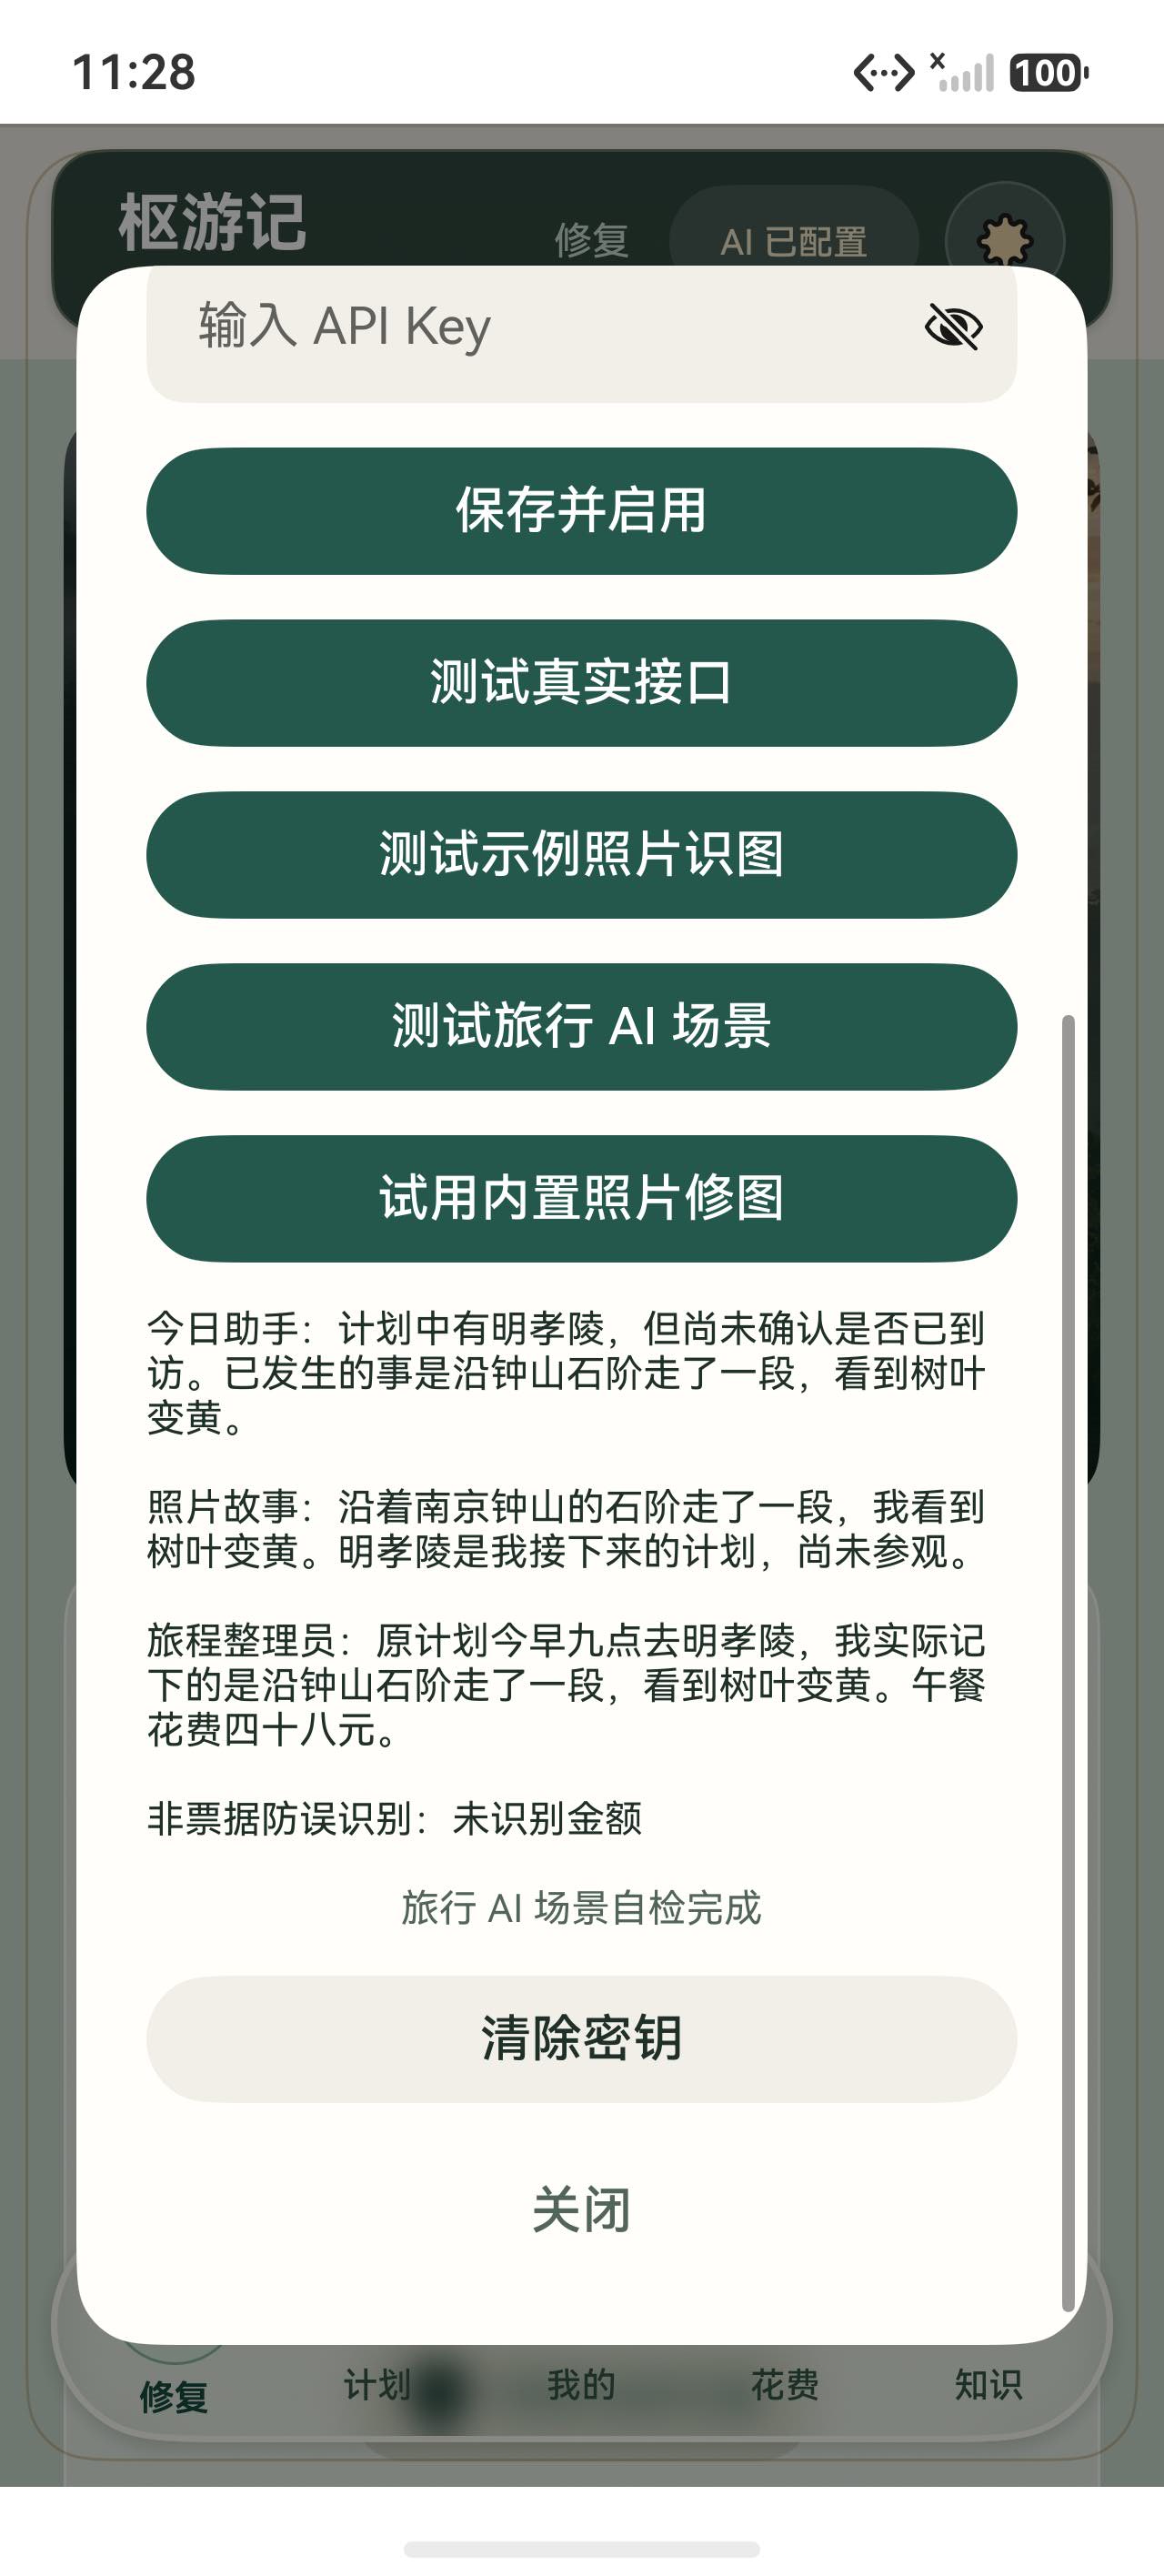 11:28
100
枢游记
修复
AI 已配置
输入 API Key
保存并启用
测试真实接口
测试示例照片识图
测试旅行 AI 场景
试用内置照片修图
今日助手：计划中有明孝陵，但尚未确认是否已到
访。已发生的事是沿钟山石阶走了一段，看到树叶
变黄。
照片故事：沿着南京钟山的石阶走了一段，我看到
树叶变黄。明孝陵是我接下来的计划，尚未参观。
旅程整理员：原计划今早九点去明孝陵，我实际记
下的是沿钟山石阶走了一段，看到树叶变黄。午餐
花费四十八元。
非票据防误识别：未识别金额
旅行 AI 场景自检完成
清除密钥
关闭
修复
计划
我的
花费
知识